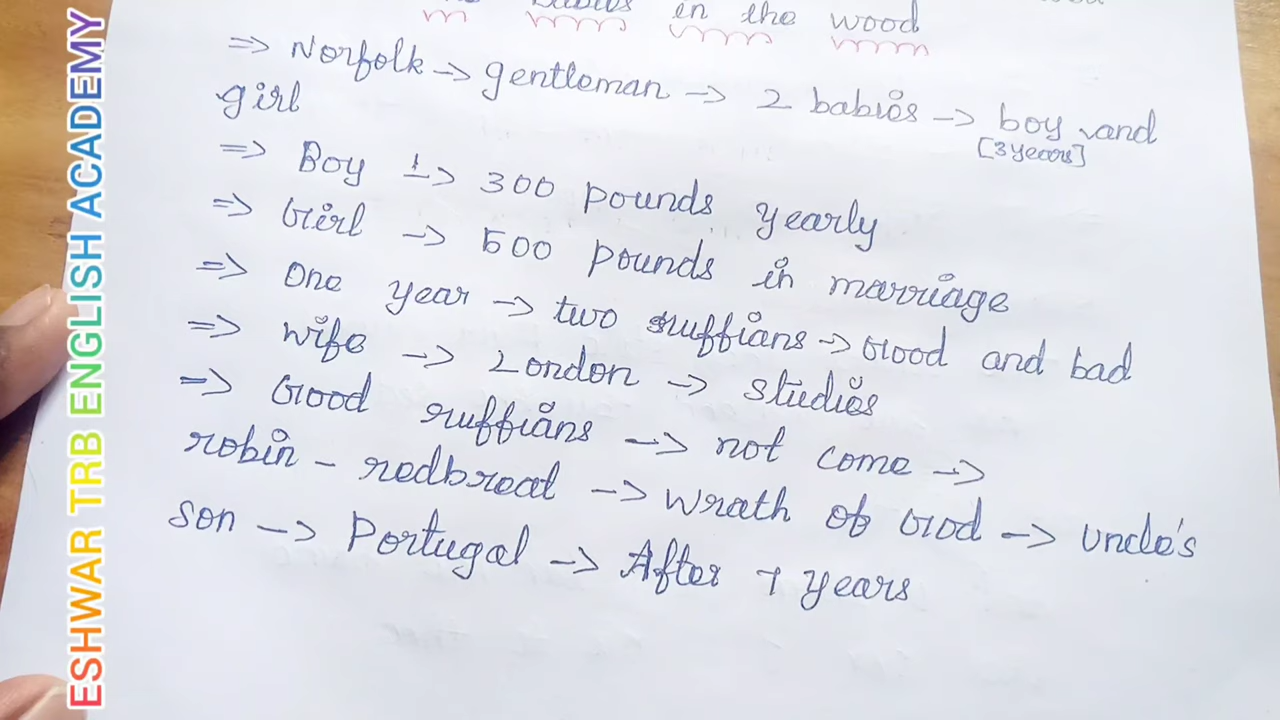 babies in the wood
=> Norfolk -> gentleman -> 2 babies -> boy and
[3 years]
girl
=> Boy -> 300 pounds yearly
=> Girl -> 500 pounds in marriage
=> One year -> two ruffians -> Good and bad
=> wife -> London -> studies
=> Good ruffians -> not come ->
robin - redbreat -> wrath of God -> Uncle's
son -> Portugal -> After 7 years
ESHWAR TRB ENGLISH ACADEMY